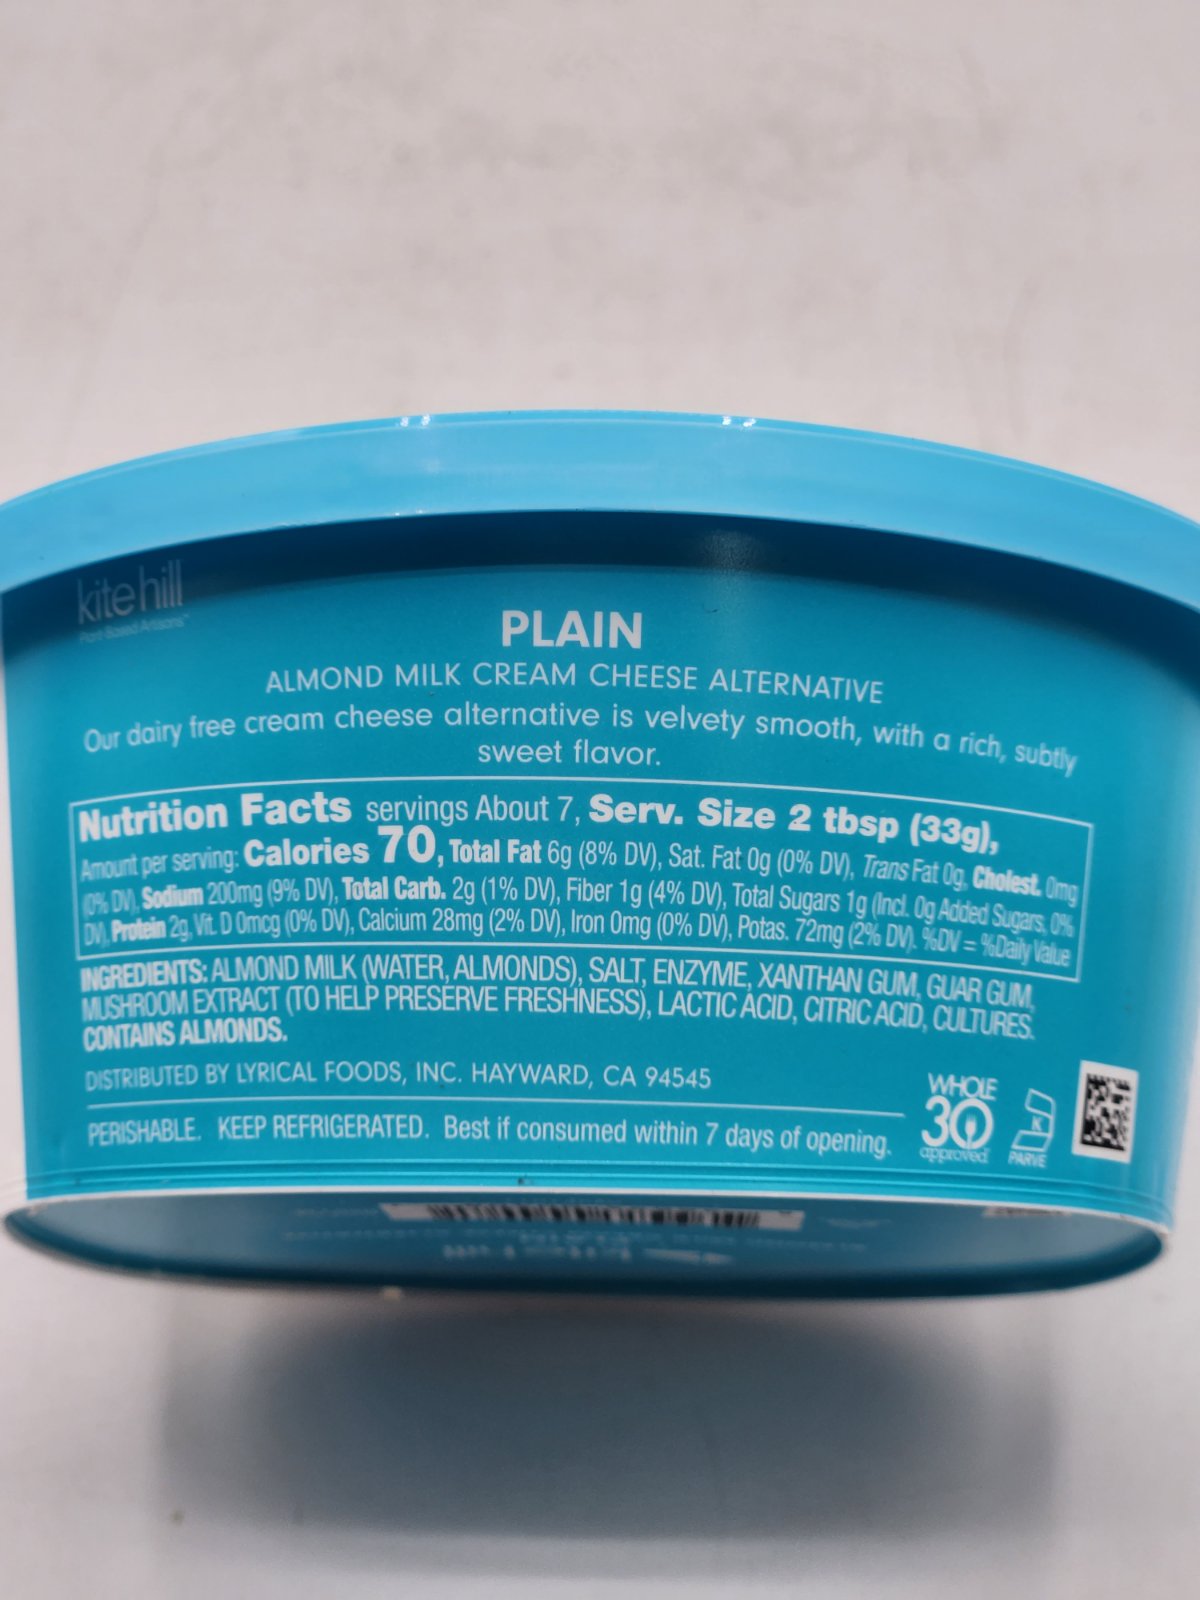 kite hill
Plant-Based Artisans™
PLAIN
ALMOND MILK CREAM CHEESE ALTERNATIVE
Our dairy free cream cheese alternative is velvety smooth, with a rich, subtly
sweet flavor.
Nutrition Facts servings About 7, Serv. Size 2 tbsp (33g),
Amount per serving: Calories 70, Total Fat 6g (8% DV), Sat. Fat 0g (0% DV), Trans Fat 0g, Cholest. 0mg
(0% DV), Sodium 200mg (9% DV), Total Carb. 2g (1% DV), Fiber 1g (4% DV), Total Sugars 1g (Incl. 0g Added Sugars, 0%
DV), Protein 2g, Vit. D 0mcg (0% DV), Calcium 28mg (2% DV), Iron 0mg (0% DV), Potas. 72mg (2% DV). %DV = %Daily Value
INGREDIENTS: ALMOND MILK (WATER, ALMONDS), SALT, ENZYME, XANTHAN GUM, GUAR GUM,
MUSHROOM EXTRACT (TO HELP PRESERVE FRESHNESS), LACTIC ACID, CITRIC ACID, CULTURES.
CONTAINS ALMONDS.
DISTRIBUTED BY LYRICAL FOODS, INC. HAYWARD, CA 94545
PERISHABLE. KEEP REFRIGERATED. Best if consumed within 7 days of opening.
WHOLE
30
approved
K
PARVE